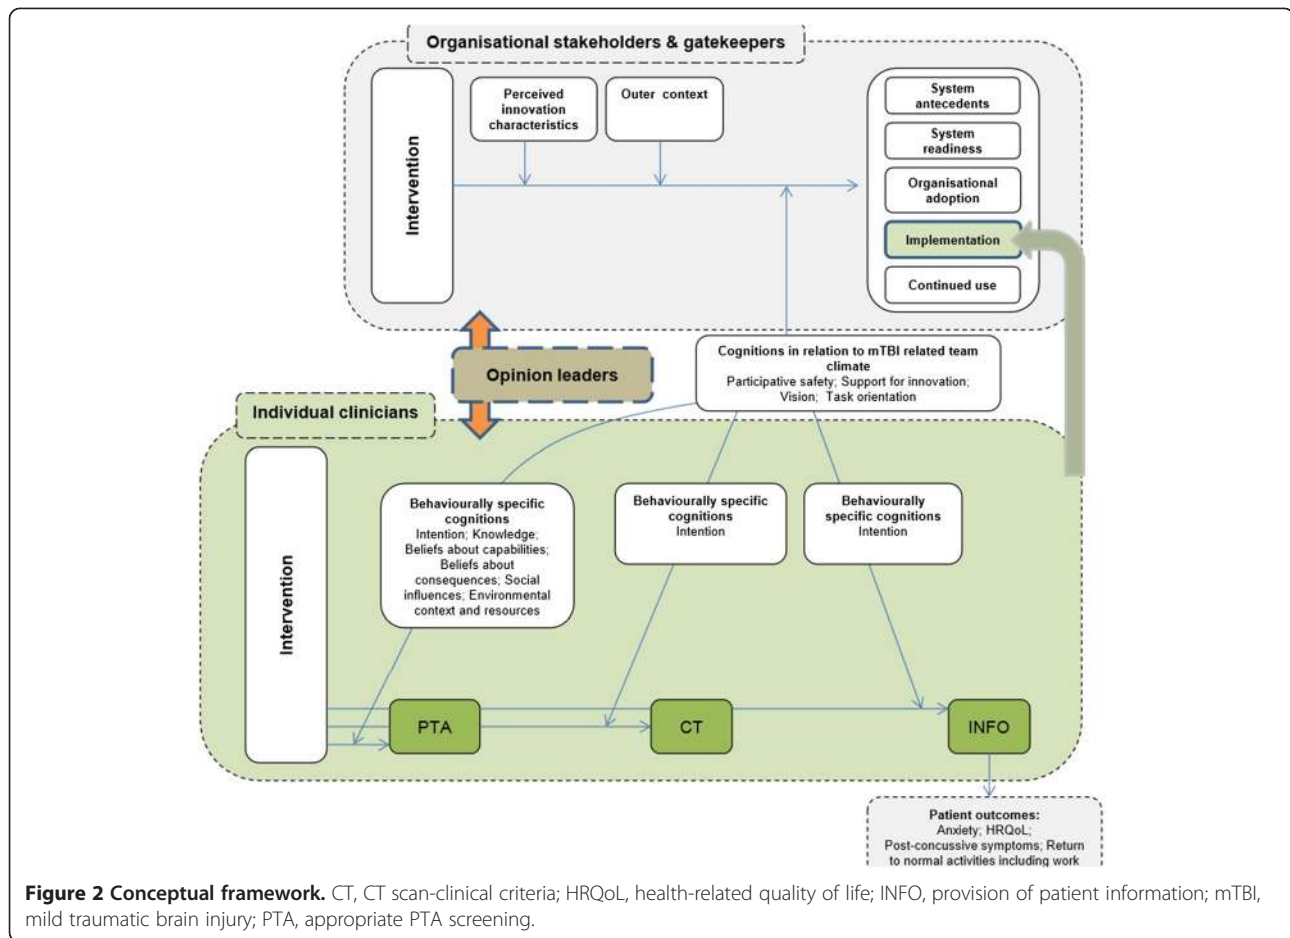 Organisational stakeholders & gatekeepers
Intervention
Perceived
innovation
characteristics
Outer context
System
antecedents
System
readiness
Organisational
adoption
Implementation
Continued use
Opinion leaders
Cognitions in relation to mTBI related team
climate
Participative safety; Support for innovation;
Vision; Task orientation
Individual clinicians
Intervention
Behaviourally specific
cognitions
Intention; Knowledge;
Beliefs about capabilities;
Beliefs about
consequences; Social
influences; Environmental
context and resources
Behaviourally specific
cognitions
Intention
Behaviourally
specific cognitions
Intention
PTA
CT
INFO
Patient outcomes:
Anxiety; HRQoL;
Post-concussive symptoms; Return
to normal activities including work
Figure 2 Conceptual framework. CT, CT scan-clinical criteria; HRQoL, health-related quality of life; INFO, provision of patient information; mTBI,
mild traumatic brain injury; PTA, appropriate PTA screening.